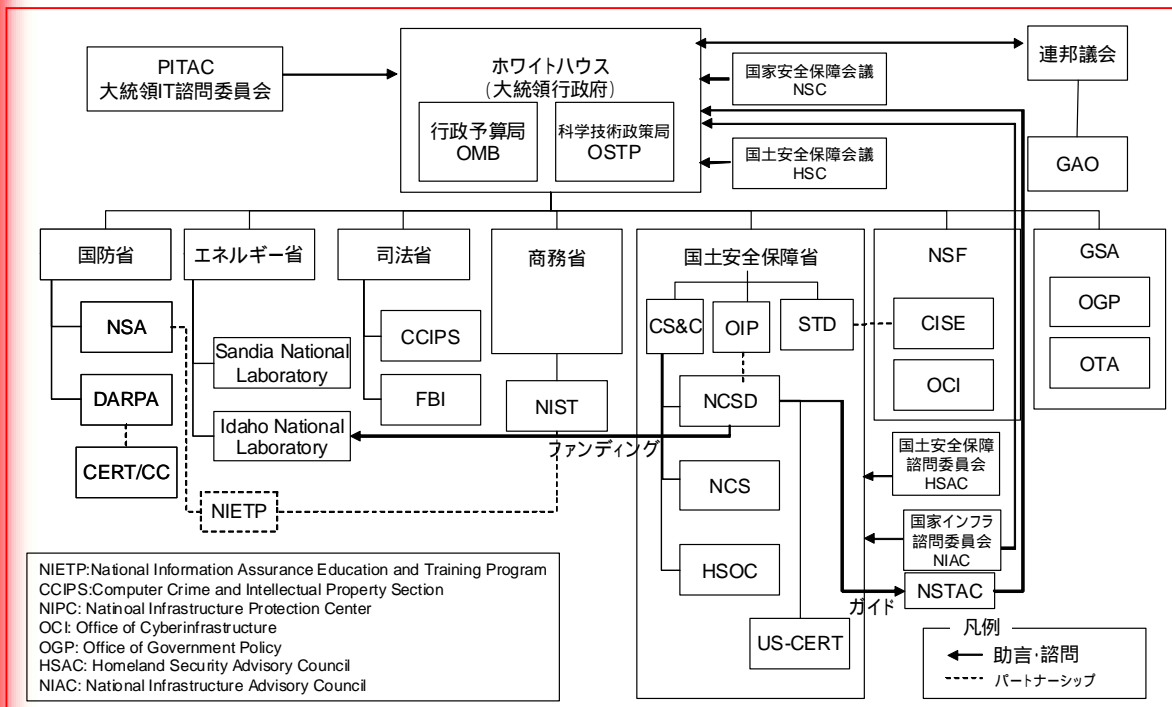 PITAC
大統領IT諮問委員会
ホワイトハウス
(大統領行政府)
行政予算局
OMB
科学技術政策局
OSTP
国家安全保障会議
NSC
国土安全保障会議
HSC
連邦議会
GAO
国防省
NSA
DARPA
CERT/CC
エネルギー省
Sandia National
Laboratory
Idaho National
Laboratory
司法省
CCIPS
FBI
商務省
NIST
NIETP
国土安全保障省
CS&C
OIP
STD
NCSD
ファンディング
NCS
HSOC
US-CERT
NSF
CISE
OCI
GSA
OGP
OTA
国土安全保障
諮問委員会
HSAC
国家インフラ
諮問委員会
NIAC
NSTAC
ガイド
NIETP:National Information Assurance Education and Training Program
CCIPS:Computer Crime and Intellectual Property Section
NIPC: Natinoal Infrastructure Protection Center
OCI: Office of Cyberinfrastructure
OGP: Office of Government Policy
HSAC: Homeland Security Advisory Council
NIAC: National Infrastructure Advisory Council
凡例
助言・諮問
パートナーシップ